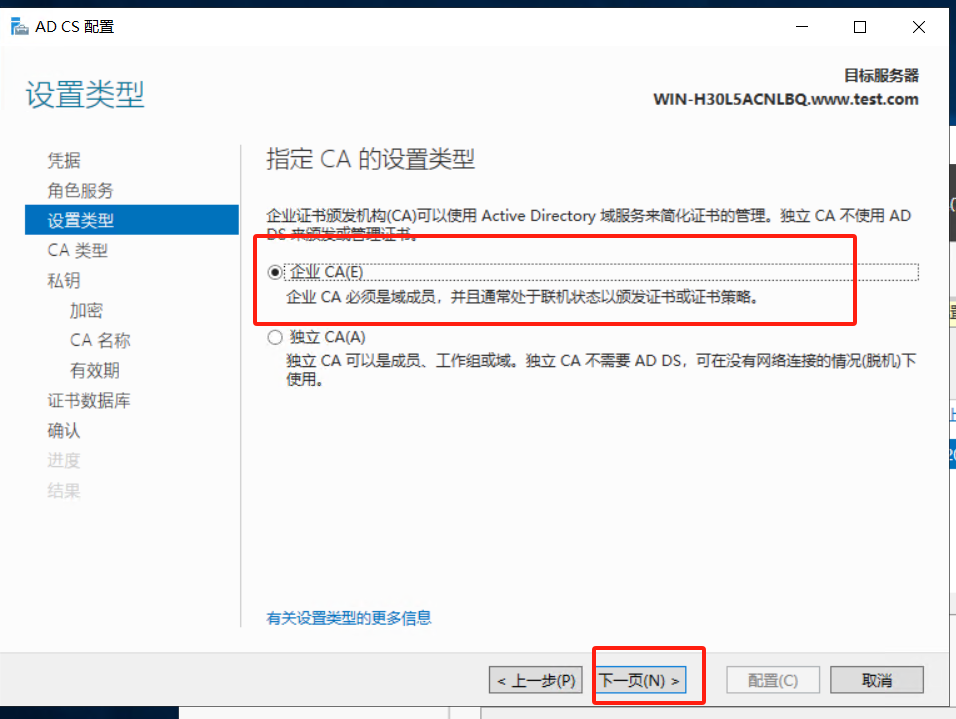 AD CS 配置
设置类型
目标服务器
WIN-H30L5ACNLBQ.www.test.com
凭据
角色服务
设置类型
CA 类型
私钥
加密
CA 名称
有效期
证书数据库
确认
进度
结果
指定 CA 的设置类型
企业证书颁发机构(CA)可以使用 Active Directory 域服务来简化证书的管理。独立 CA 不使用 AD
DS 来颁发或管理证书。
企业 CA(E)
企业 CA 必须是域成员，并且通常处于联机状态以颁发证书或证书策略。
独立 CA(A)
独立 CA 可以是成员、工作组或域。独立 CA 不需要 AD DS，可在没有网络连接的情况(脱机)下
使用。
有关设置类型的更多信息
< 上一步(P)
下一页(N) >
配置(C)
取消